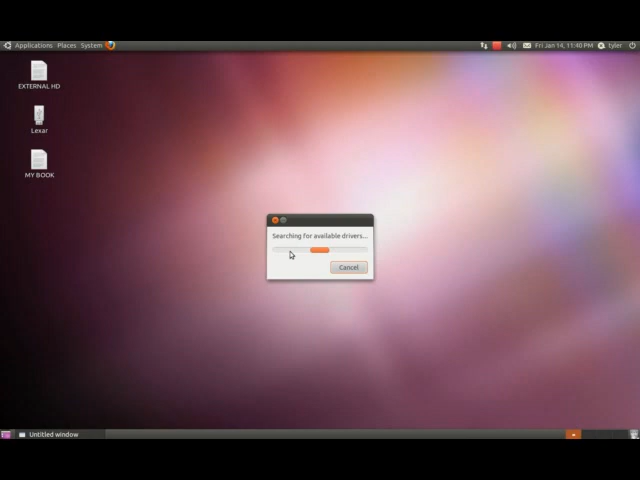 Applications Places System
Fri Jan 14, 11:40 PM tyler
EXTERNAL HD
Lexar
MY BOOK
Searching for available drivers...
Cancel
Untitled window